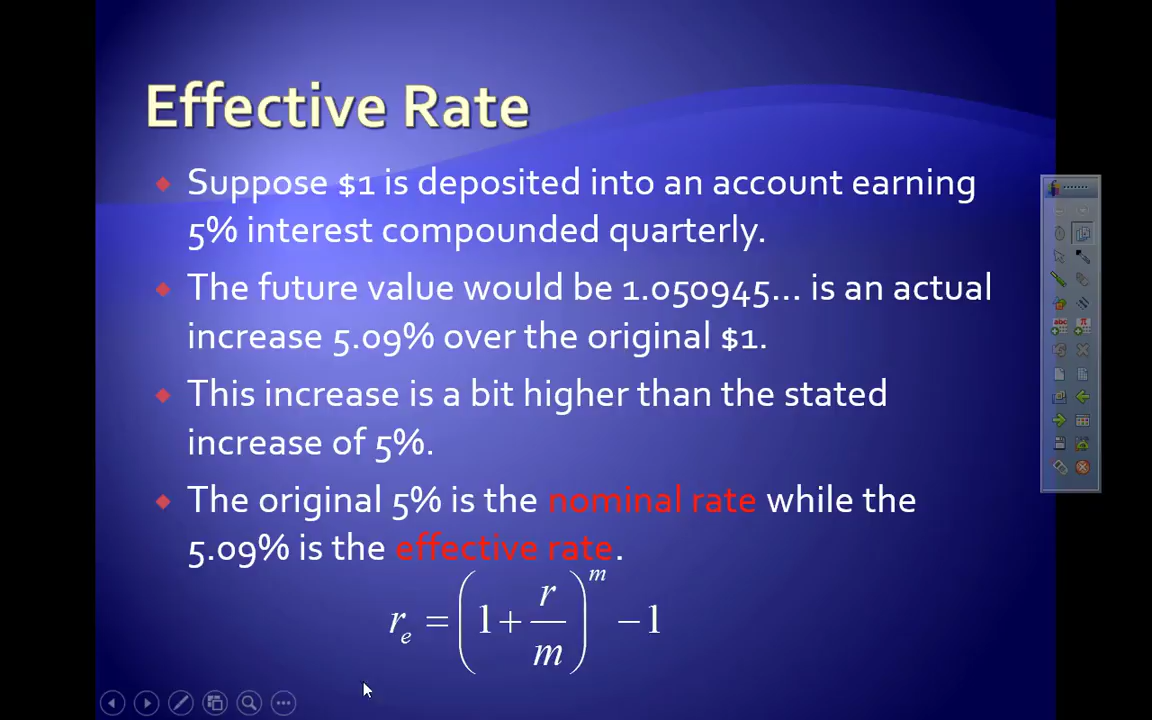 Effective Rate
Suppose $1 is deposited into an account earning
5% interest compounded quarterly.
The future value would be 1.050945... is an actual
increase 5.09% over the original $1.
This increase is a bit higher than the stated
increase of 5%.
The original 5% is the nominal rate while the
5.09% is the effective rate.
r_e = (1 + r/m)^m − 1
abc π